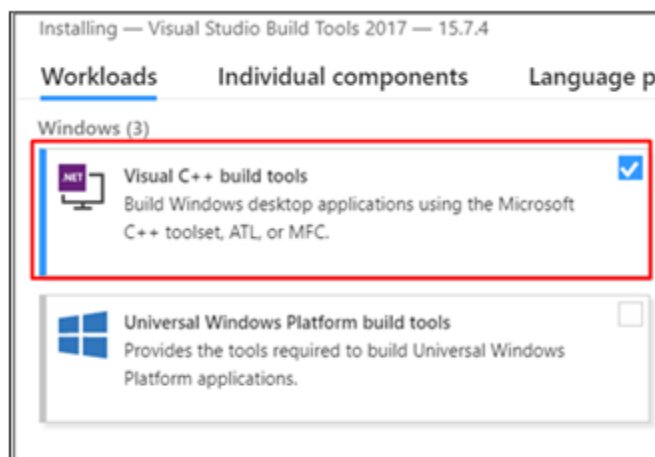 Installing — Visual Studio Build Tools 2017 — 15.7.4
Workloads Individual components Language p
Windows (3)
.NET
Visual C++ build tools
Build Windows desktop applications using the Microsoft
C++ toolset, ATL, or MFC.
Universal Windows Platform build tools
Provides the tools required to build Universal Windows
Platform applications.